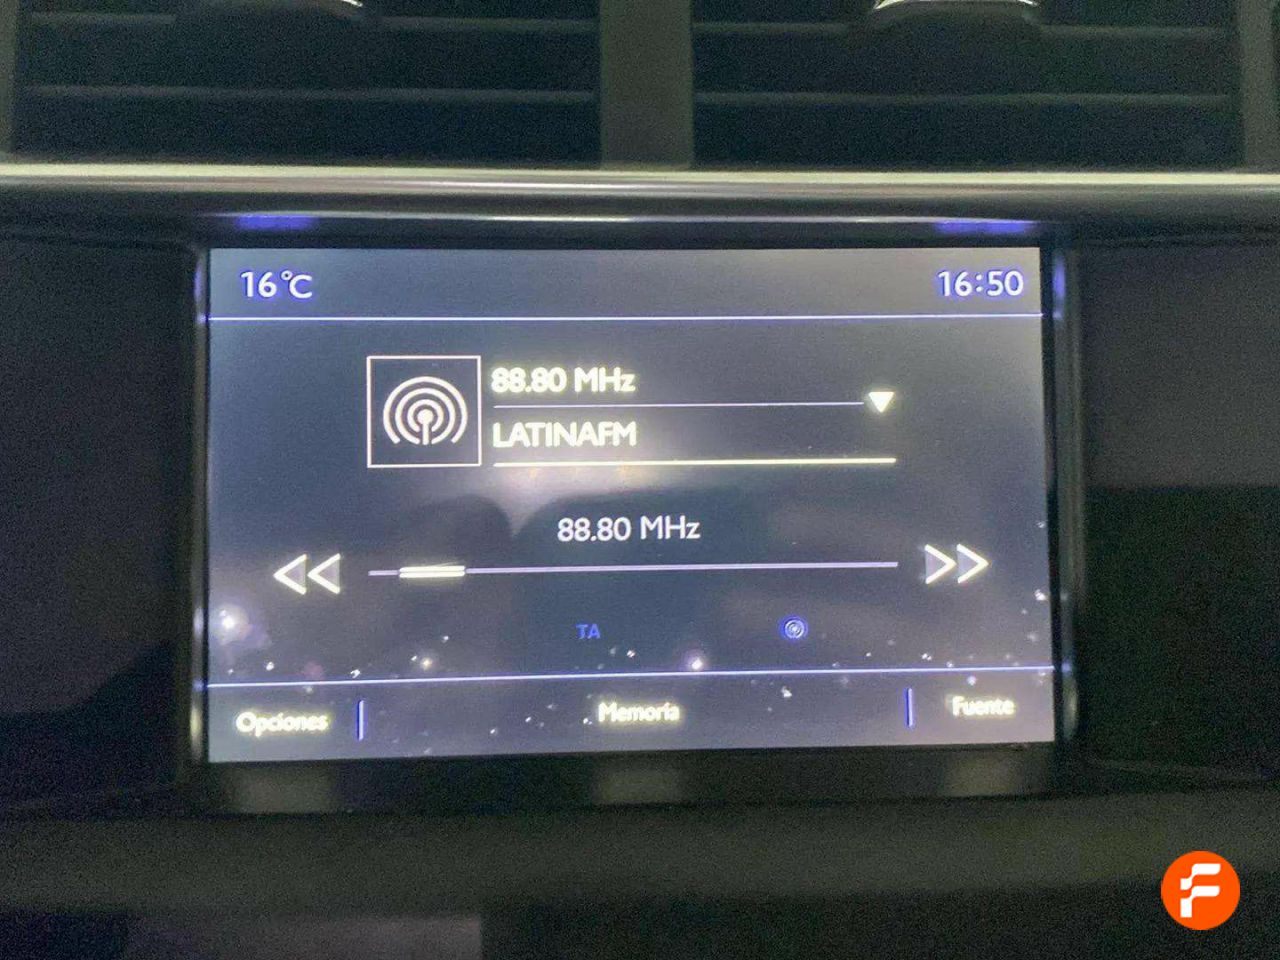 16°C
16:50
88.80 MHz
LATINAFM
88.80 MHz
TA
Opciones
Memoria
Fuente